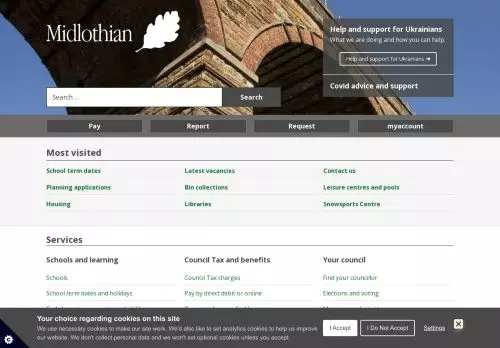 Midlothian
Help and support for Ukrainians
What we are doing and how you can help.
Help and support for Ukrainians ➔
Covid advice and support
Search...
Search
Pay
Report
Request
myaccount
Most visited
School term dates
Latest vacancies
Contact us
Planning applications
Bin collections
Leisure centres and pools
Housing
Libraries
Snowsports Centre
Services
Schools and learning
Council Tax and benefits
Your council
Schools
Council Tax charges
Find your councillor
School term dates and holidays
Pay by direct debit or online
Elections and voting
Your choice regarding cookies on this site
We use necessary cookies to make our site work. We'd also like to set analytics cookies to help us improve
our website. We don't collect personal data and we won't set optional cookies unless you accept.
I Accept
I Do Not Accept
Settings